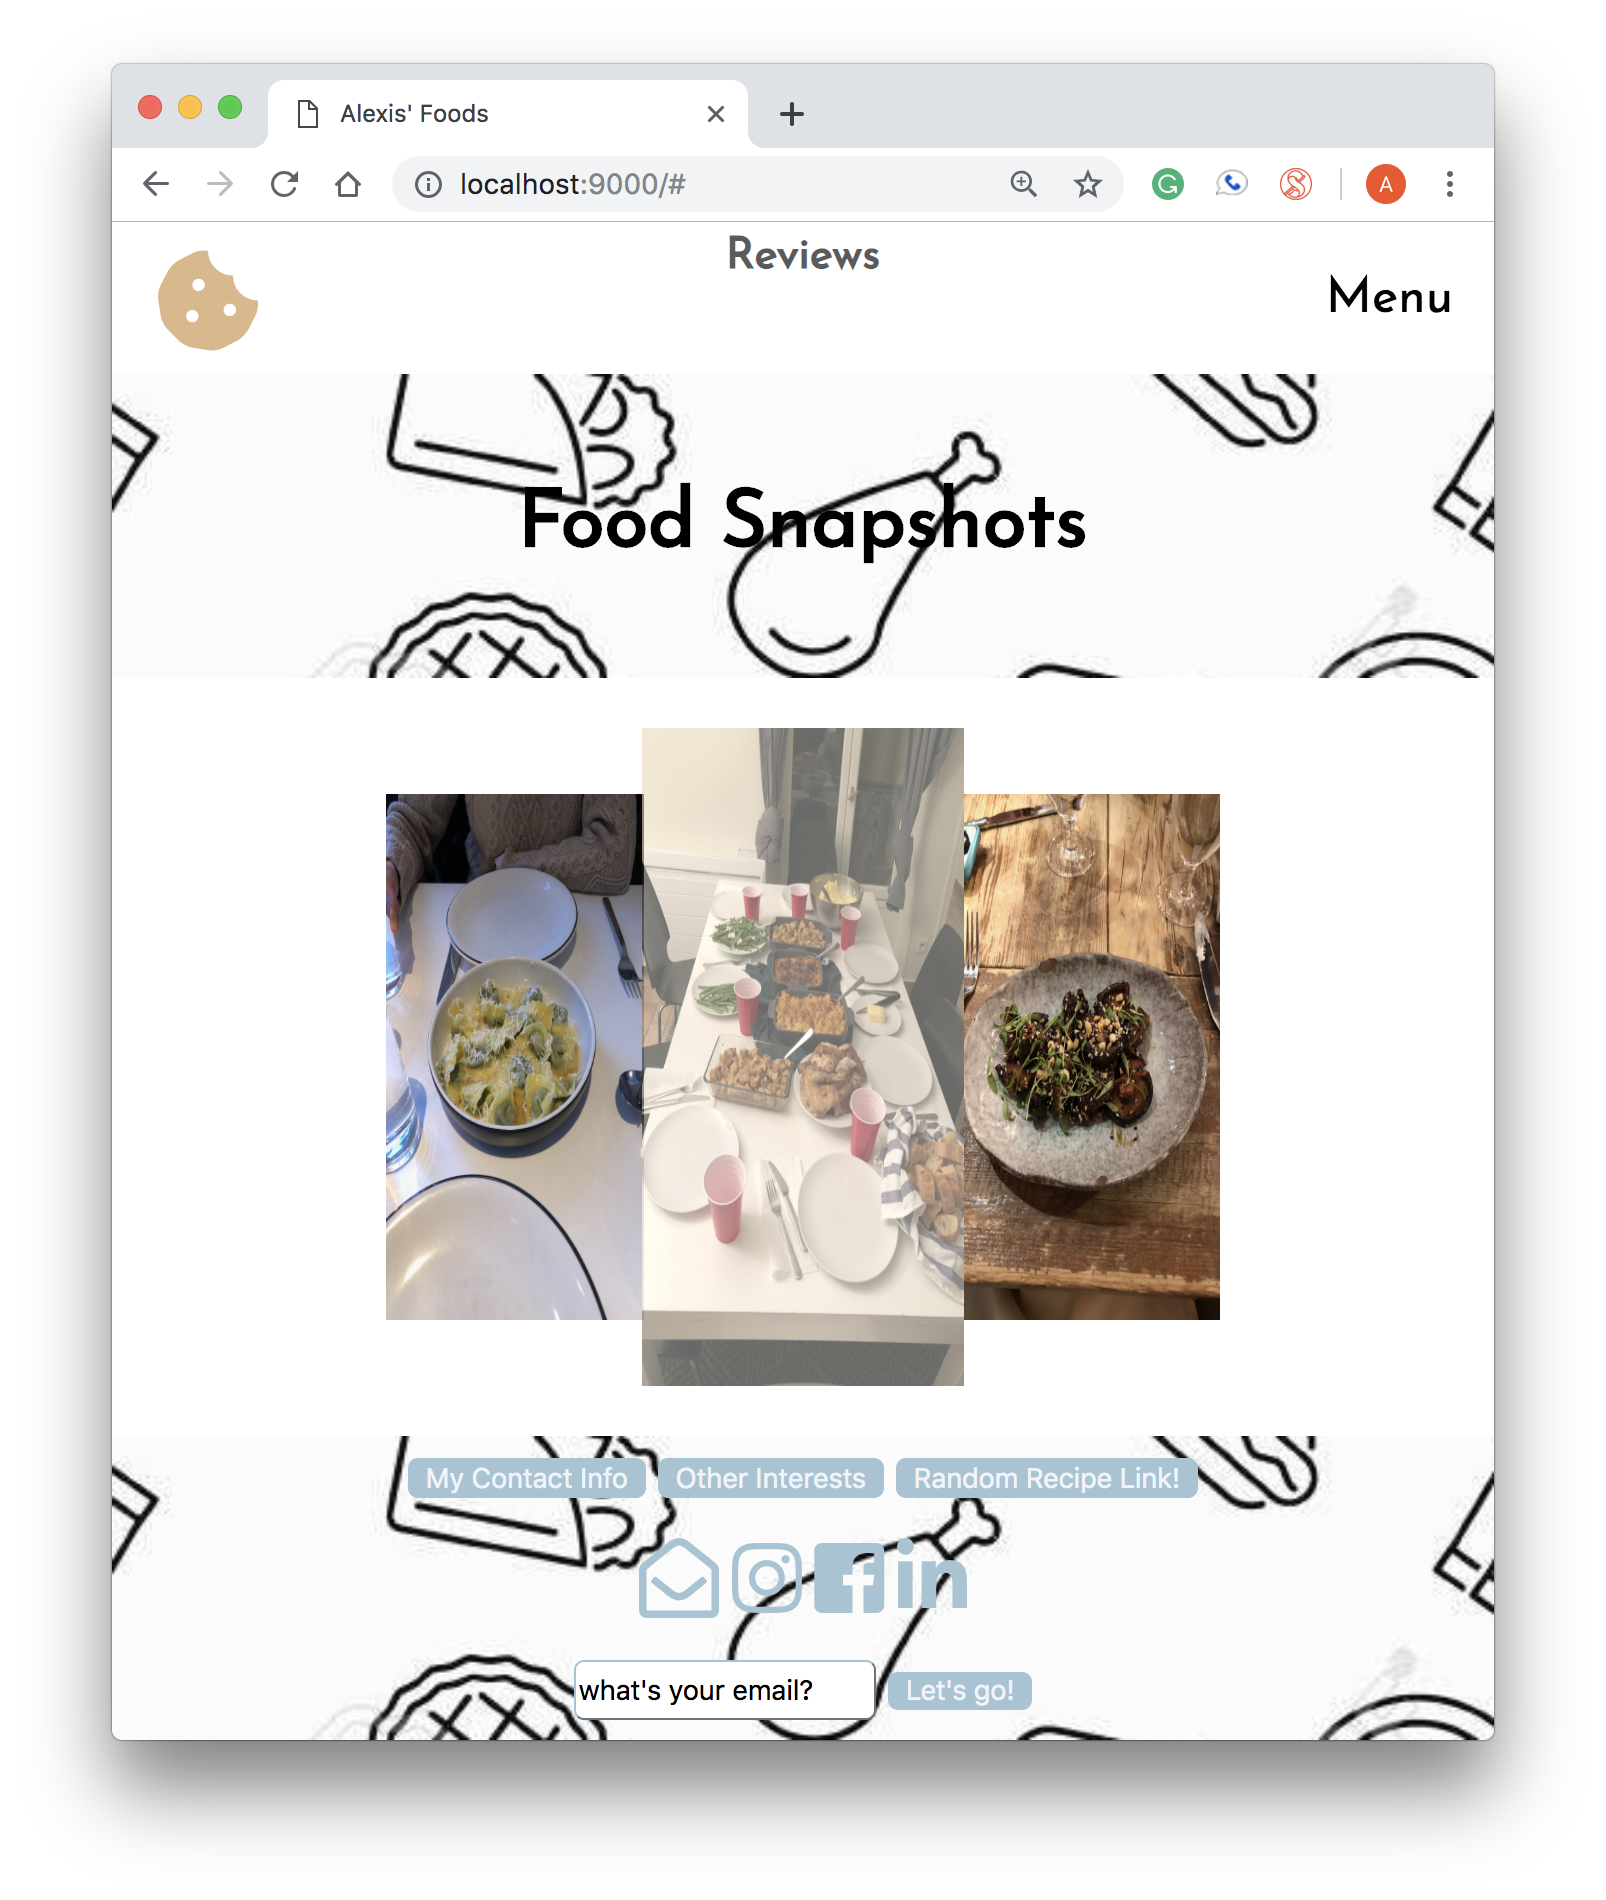 Alexis' Foods
localhost:9000/#
A
Reviews
Menu
Food Snapshots
My Contact Info
Other Interests
Random Recipe Link!
in
what's your email?
Let's go!